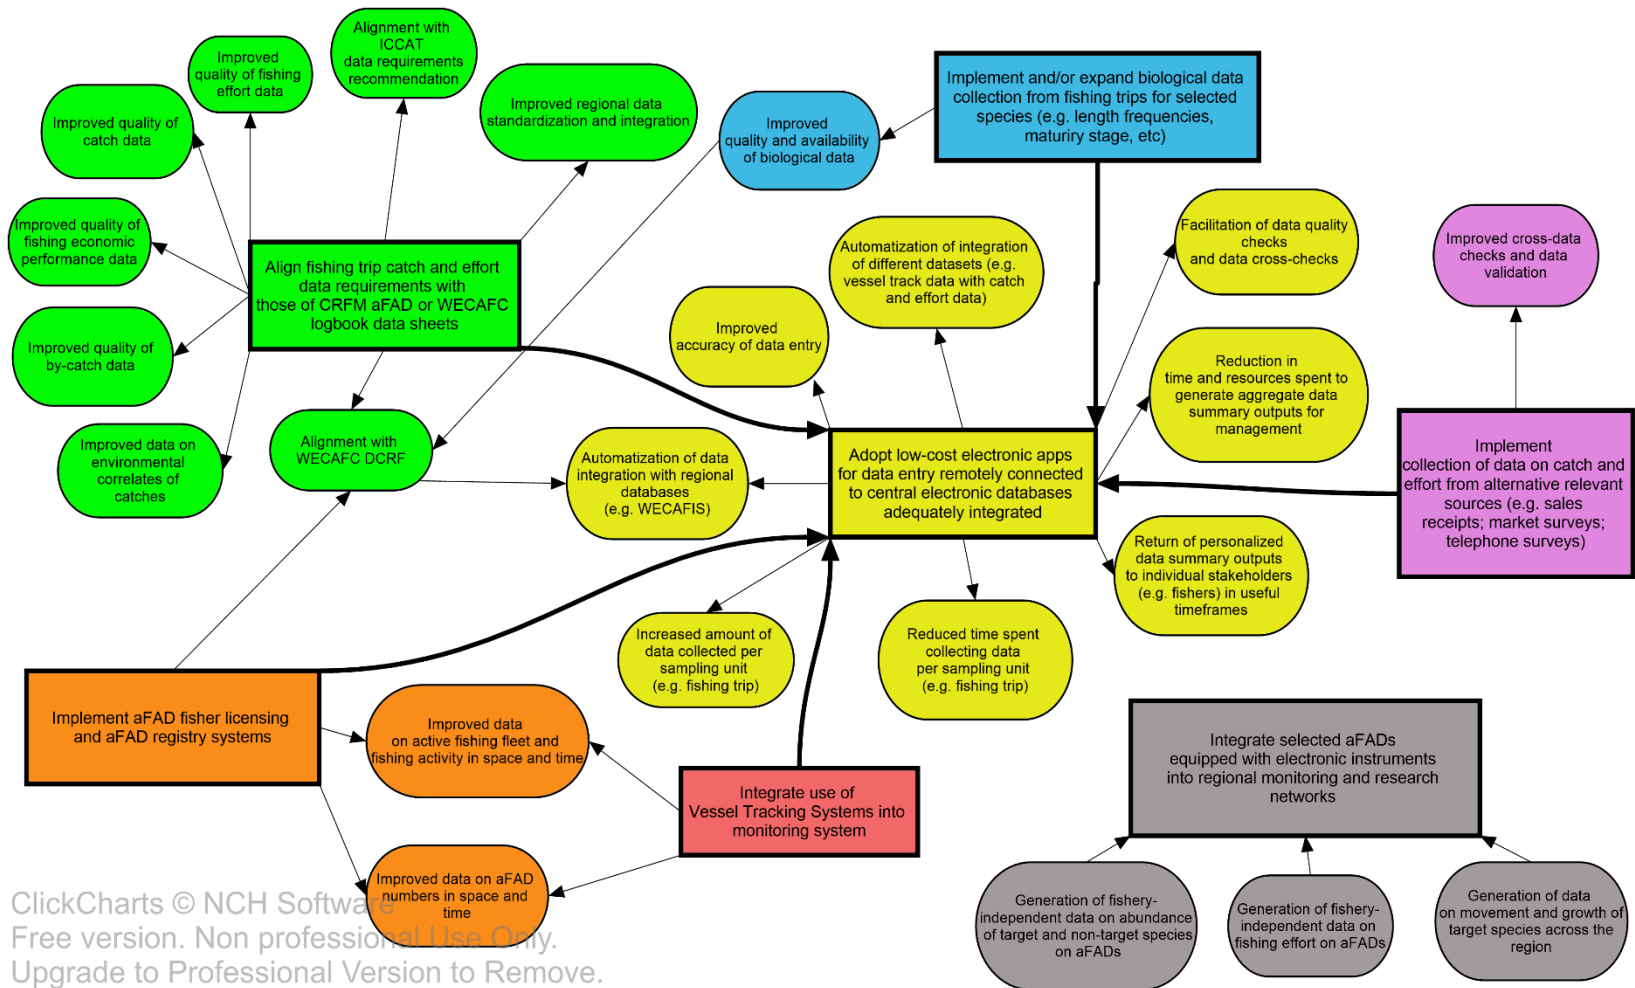 Alignment with
ICCAT
data requirements
recommendation
Improved
quality of fishing
effort data
Improved quality of
catch data
Improved regional data
standardization and integration
Improved quality of
fishing economic
performance data
Improved quality of
by-catch data
Improved data on
environmental
correlates of
catches
Align fishing trip catch and effort
data requirements with
those of CRFM aFAD or WECAFC
logbook data sheets
Alignment with
WECAFC DCRF
Improved
quality and availability
of biological data
Implement and/or expand biological data
collection from fishing trips for selected
species (e.g. length frequencies,
maturiry stage, etc)
Automatization of integration
of different datasets (e.g.
vessel track data with catch
and effort data)
Improved
accuracy of data entry
Facilitation of data quality
checks
and data cross-checks
Improved cross-data
checks and data
validation
Reduction in
time and resources spent to
generate aggregate data
summary outputs for
management
Automatization of data
integration with regional
databases
(e.g. WECAFIS)
Adopt low-cost electronic apps
for data entry remotely connected
to central electronic databases
adequately integrated
Implement
collection of data on catch and
effort from alternative relevant
sources (e.g. sales
receipts; market surveys;
telephone surveys)
Return of personalized
data summary outputs
to individual stakeholders
(e.g. fishers) in useful
timeframes
Increased amount of
data collected per
sampling unit
(e.g. fishing trip)
Reduced time spent
collecting data
per sampling unit
(e.g. fishing trip)
Implement aFAD fisher licensing
and aFAD registry systems
Improved data
on active fishing fleet and
fishing activity in space and time
Integrate use of
Vessel Tracking Systems into
monitoring system
Improved data on aFAD
numbers in space and
time
Integrate selected aFADs
equipped with electronic instruments
into regional monitoring and research
networks
Generation of fishery-
independent data on abundance
of target and non-target species
on aFADs
Generation of fishery-
independent data on
fishing effort on aFADs
Generation of data
on movement and growth of
target species across the
region
ClickCharts © NCH Software
Free version. Non professional Use Only.
Upgrade to Professional Version to Remove.